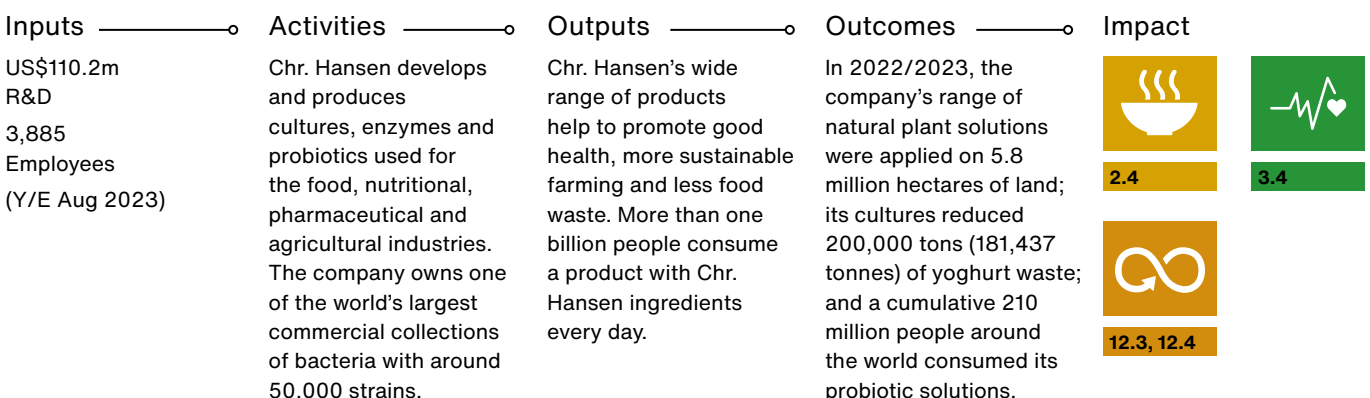 Inputs
US$110.2m
R&D
3,885
Employees
(Y/E Aug 2023)
Activities
Chr. Hansen develops
and produces
cultures, enzymes and
probiotics used for
the food, nutritional,
pharmaceutical and
agricultural industries.
The company owns one
of the world’s largest
commercial collections
of bacteria with around
50,000 strains.
Outputs
Chr. Hansen’s wide
range of products
help to promote good
health, more sustainable
farming and less food
waste. More than one
billion people consume
a product with Chr.
Hansen ingredients
every day.
Outcomes
In 2022/2023, the
company’s range of
natural plant solutions
were applied on 5.8
million hectares of land;
its cultures reduced
200,000 tons (181,437
tonnes) of yoghurt waste;
and a cumulative 210
million people around
the world consumed its
probiotic solutions.
Impact
2.4
3.4
12.3, 12.4